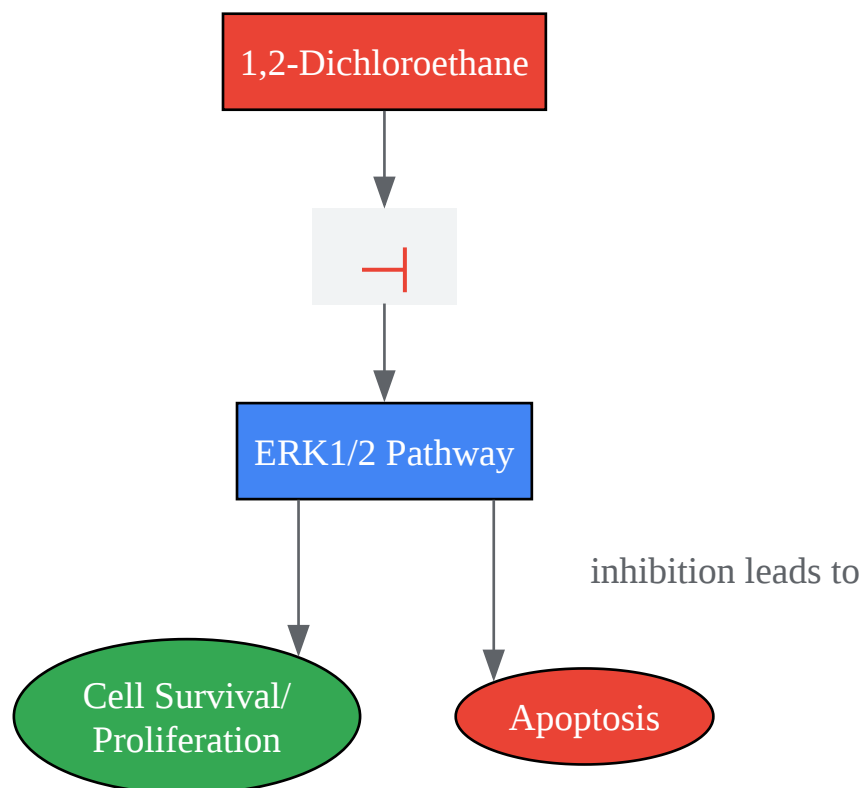 1,2-Dichloroethane
ERK1/2 Pathway
inhibition leads to
Cell Survival/
Proliferation
Apoptosis